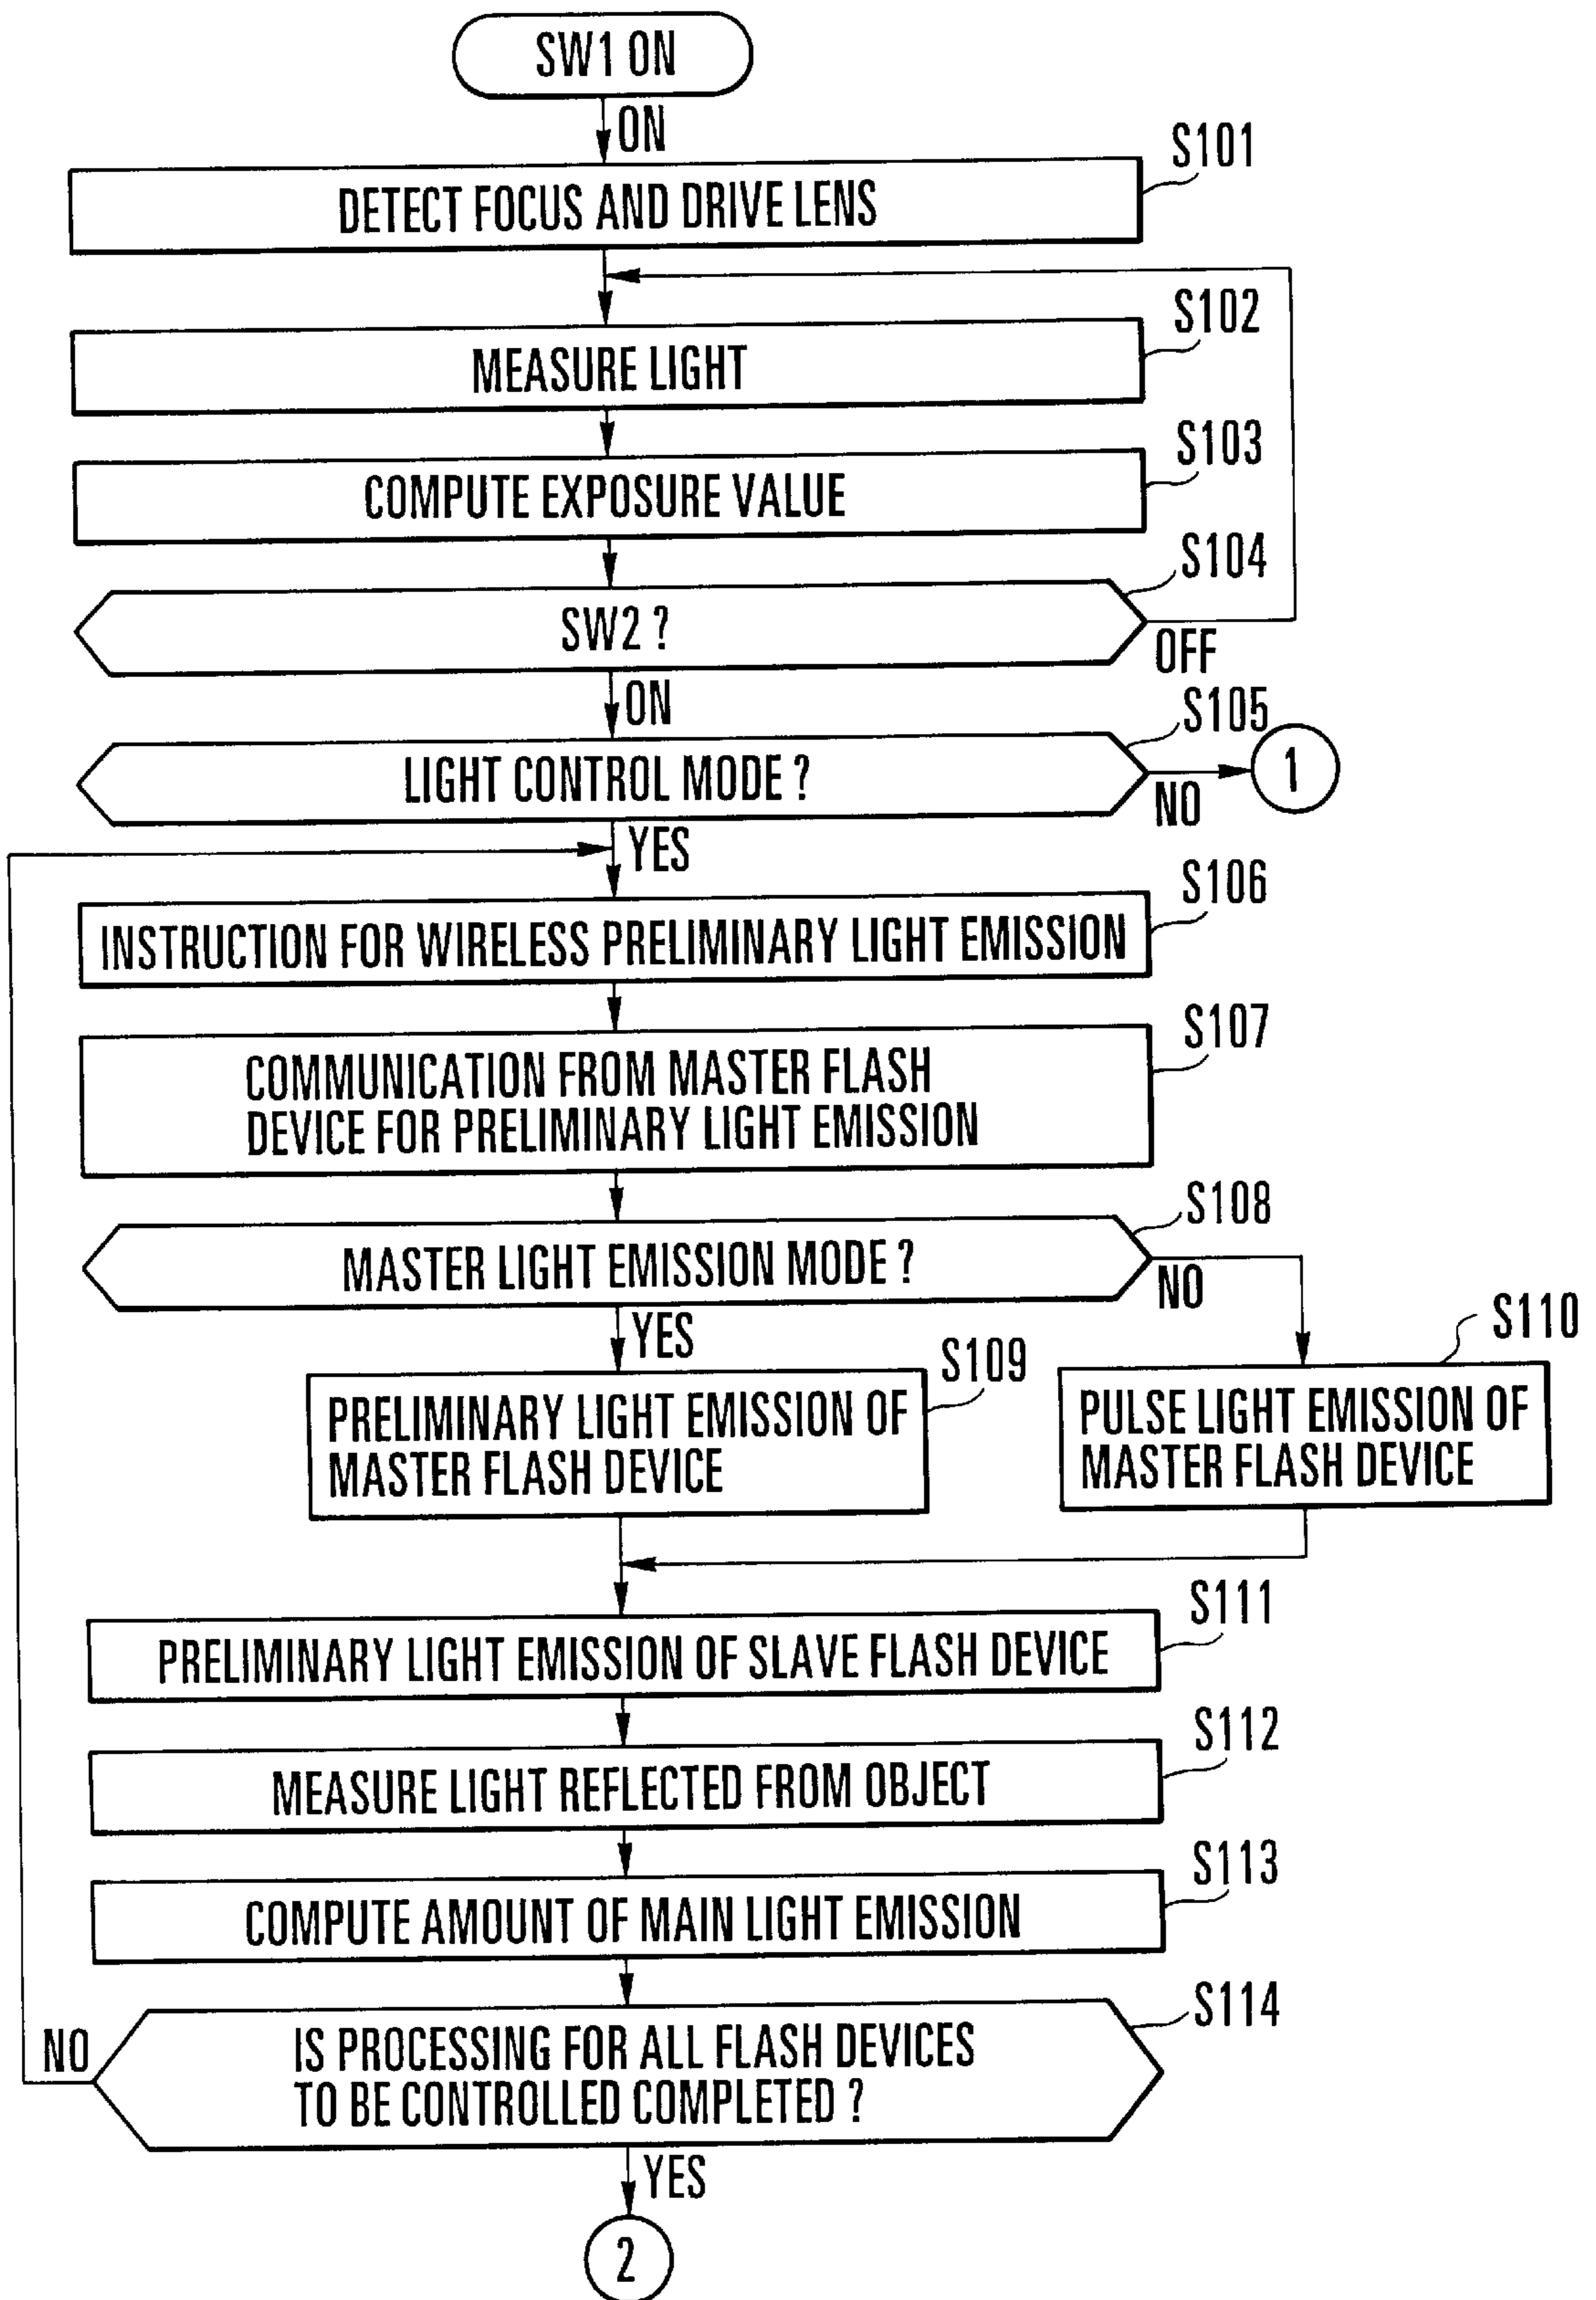 SW1 ON
ON
S101
DETECT FOCUS AND DRIVE LENS
S102
MEASURE LIGHT
S103
COMPUTE EXPOSURE VALUE
S104
SW2 ?
OFF
ON
S105
LIGHT CONTROL MODE ?
NO
1
YES
S106
INSTRUCTION FOR WIRELESS PRELIMINARY LIGHT EMISSION
S107
COMMUNICATION FROM MASTER FLASH
DEVICE FOR PRELIMINARY LIGHT EMISSION
S108
MASTER LIGHT EMISSION MODE ?
NO
YES
S109
PRELIMINARY LIGHT EMISSION OF
MASTER FLASH DEVICE
S110
PULSE LIGHT EMISSION OF
MASTER FLASH DEVICE
S111
PRELIMINARY LIGHT EMISSION OF SLAVE FLASH DEVICE
S112
MEASURE LIGHT REFLECTED FROM OBJECT
S113
COMPUTE AMOUNT OF MAIN LIGHT EMISSION
S114
NO
IS PROCESSING FOR ALL FLASH DEVICES
TO BE CONTROLLED COMPLETED ?
YES
2